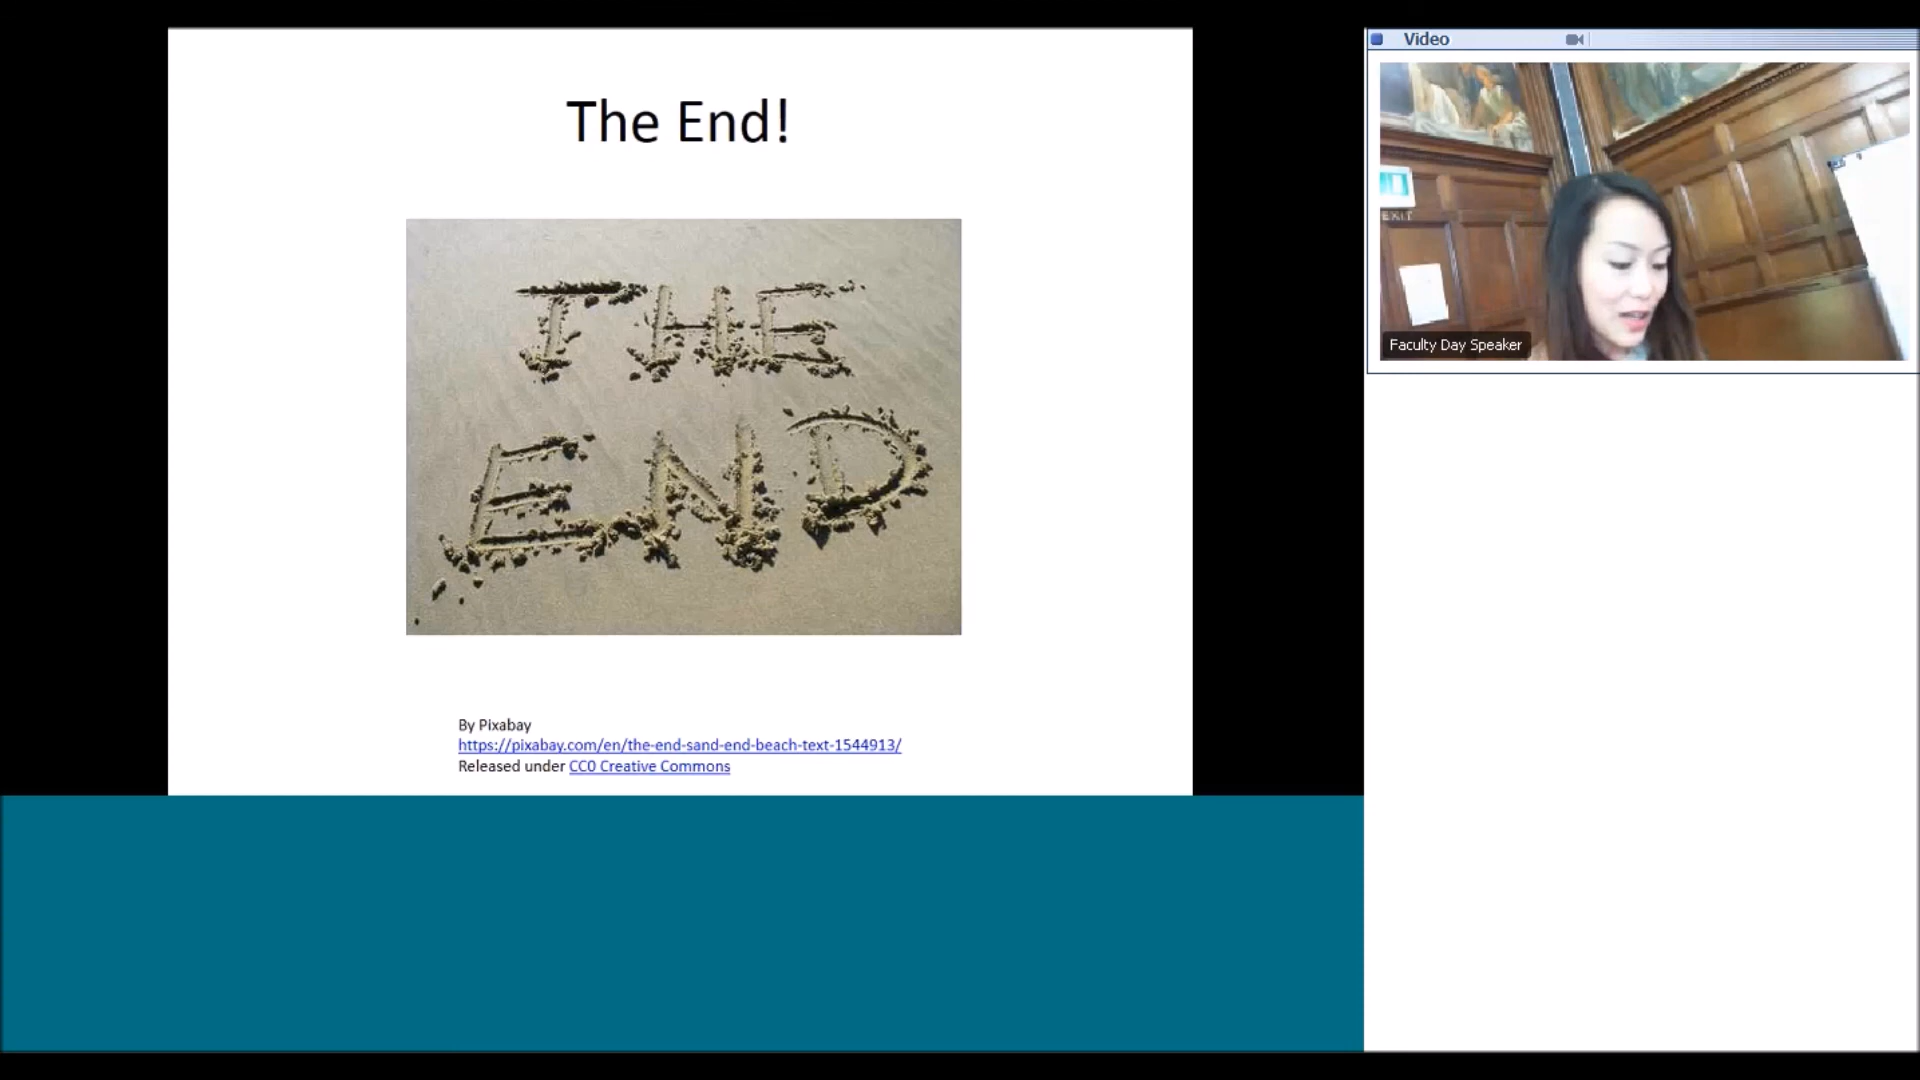 The End!
THE
END
By Pixabay
https://pixabay.com/en/the-end-sand-end-beach-text-1544913/
Released under CC0 Creative Commons
Video
EXIT
Faculty Day Speaker